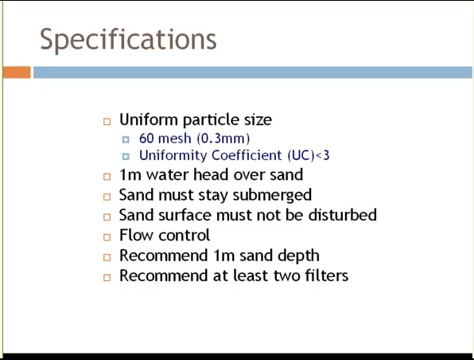 Specifications
Uniform particle size
60 mesh (0.3mm)
Uniformity Coefficient (UC)<3
1m water head over sand
Sand must stay submerged
Sand surface must not be disturbed
Flow control
Recommend 1m sand depth
Recommend at least two filters